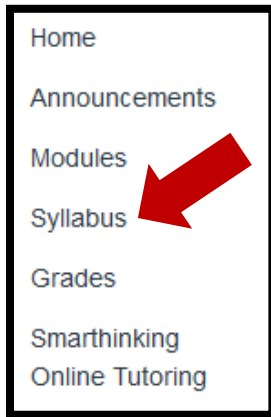 Home
Announcements
Modules
Syllabus
Grades
Smarthinking
Online Tutoring